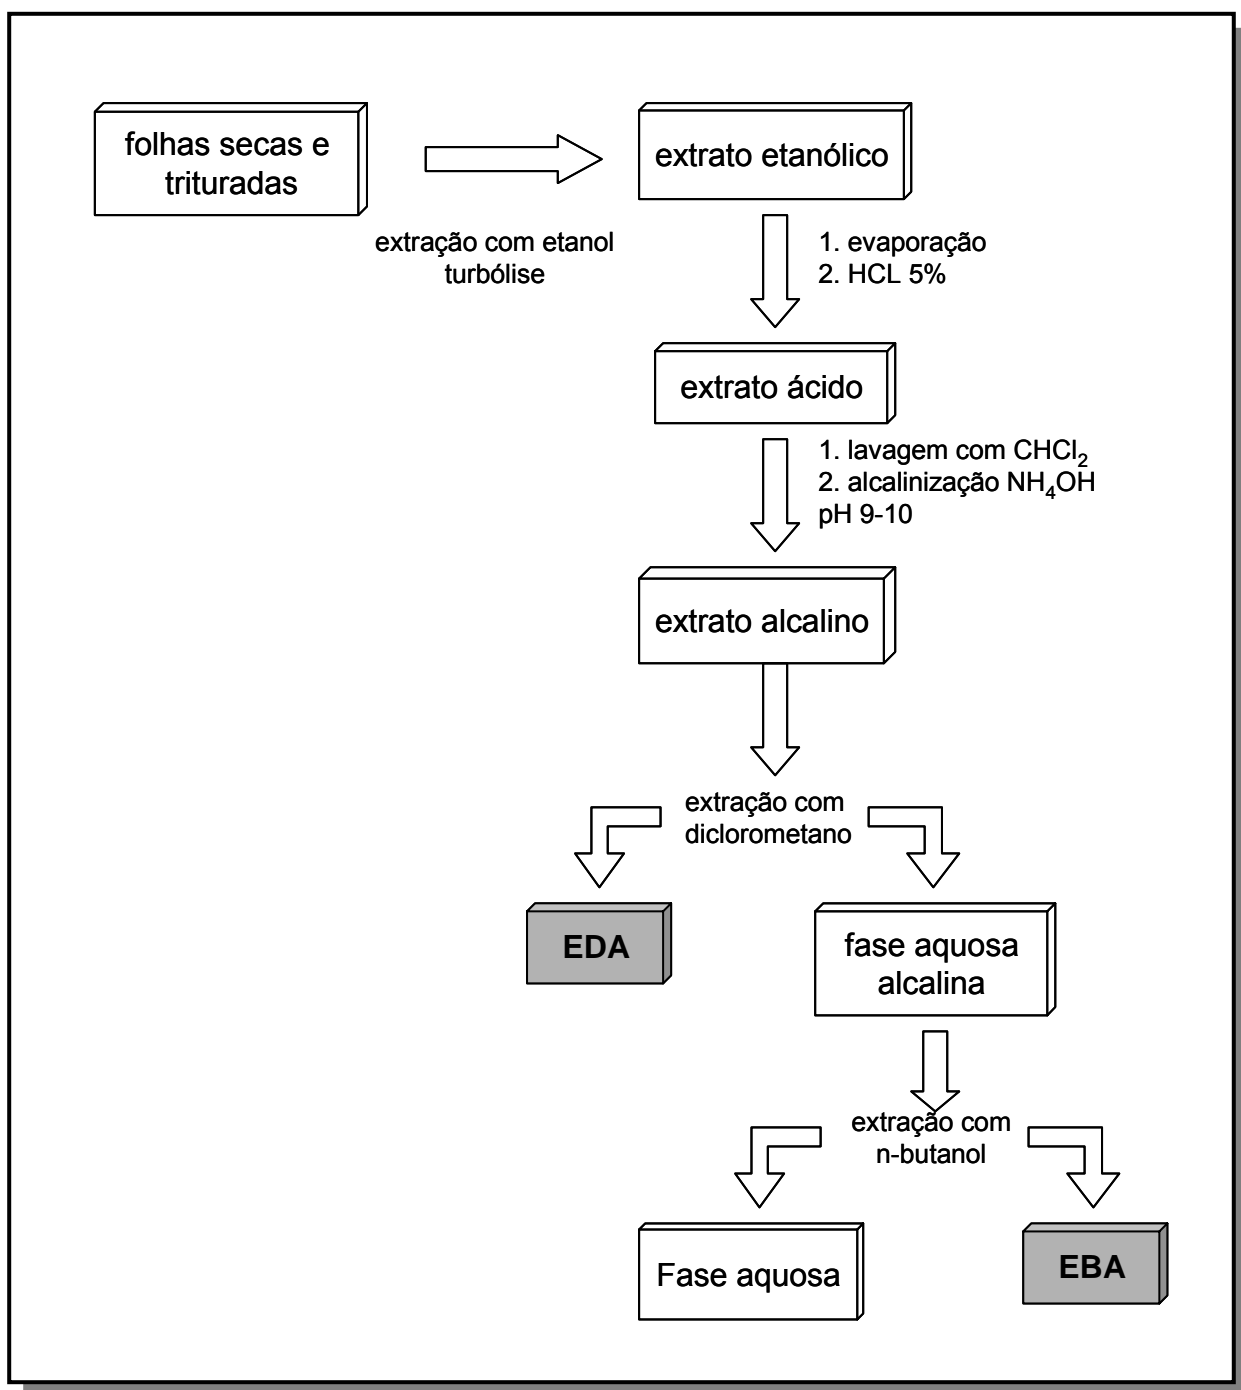 folhas secas e
trituradas
extração com etanol
turbólise
extrato etanólico
1. evaporação
2. HCL 5%
extrato ácido
1. lavagem com CHCl₂
2. alcalinização NH₄OH
pH 9-10
extrato alcalino
extração com
diclorometano
EDA
fase aquosa
alcalina
extração com
n-butanol
Fase aquosa
EBA